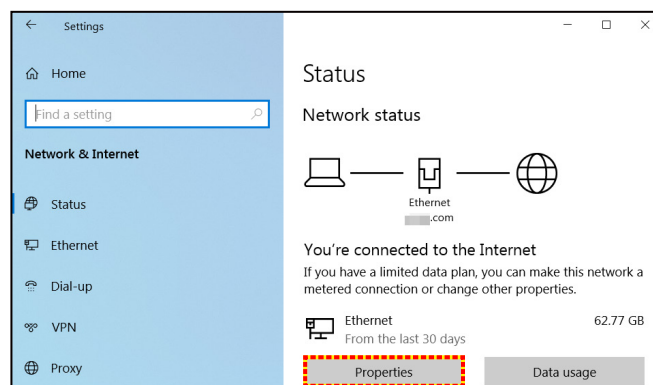 Settings
Home
Find a setting
Network & Internet
Status
Ethernet
Dial-up
VPN
Proxy
Status
Network status
Ethernet
.com
You're connected to the Internet
If you have a limited data plan, you can make this network a
metered connection or change other properties.
Ethernet 62.77 GB
From the last 30 days
Properties Data usage